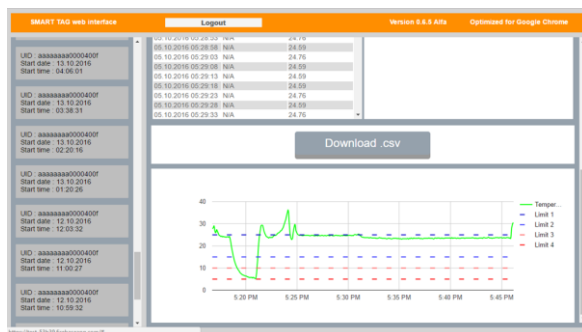 SMART TAG web interface
Logout
Version 0.6.5 Alfa
Optimized for Google Chrome
UID : aaaaaaaa0000400f
Start date : 13.10.2016
Start time : 04:06:01
UID : aaaaaaaa0000400f
Start date : 13.10.2016
Start time : 03:38:31
UID : aaaaaaaa0000400f
Start date : 13.10.2016
Start time : 02:20:16
UID : aaaaaaaa0000400f
Start date : 13.10.2016
Start time : 01:20:26
UID : aaaaaaaa0000400f
Start date : 12.10.2016
Start time : 12:03:32
UID : aaaaaaaa0000400f
Start date : 12.10.2016
Start time : 11:00:27
UID : aaaaaaaa0000400f
Start date : 12.10.2016
Start time : 10:59:32
05.10.2016 05:28:53 N/A 24.76
05.10.2016 05:28:58 N/A 24.59
05.10.2016 05:29:03 N/A 24.76
05.10.2016 05:29:08 N/A 24.59
05.10.2016 05:29:13 N/A 24.59
05.10.2016 05:29:18 N/A 24.59
05.10.2016 05:29:23 N/A 24.76
05.10.2016 05:29:28 N/A 24.59
05.10.2016 05:29:33 N/A 24.76
Download .csv
40
30
20
10
0
5:20 PM
5:25 PM
5:30 PM
5:35 PM
5:40 PM
5:45 PM
Temper...
Limit 1
Limit 2
Limit 3
Limit 4